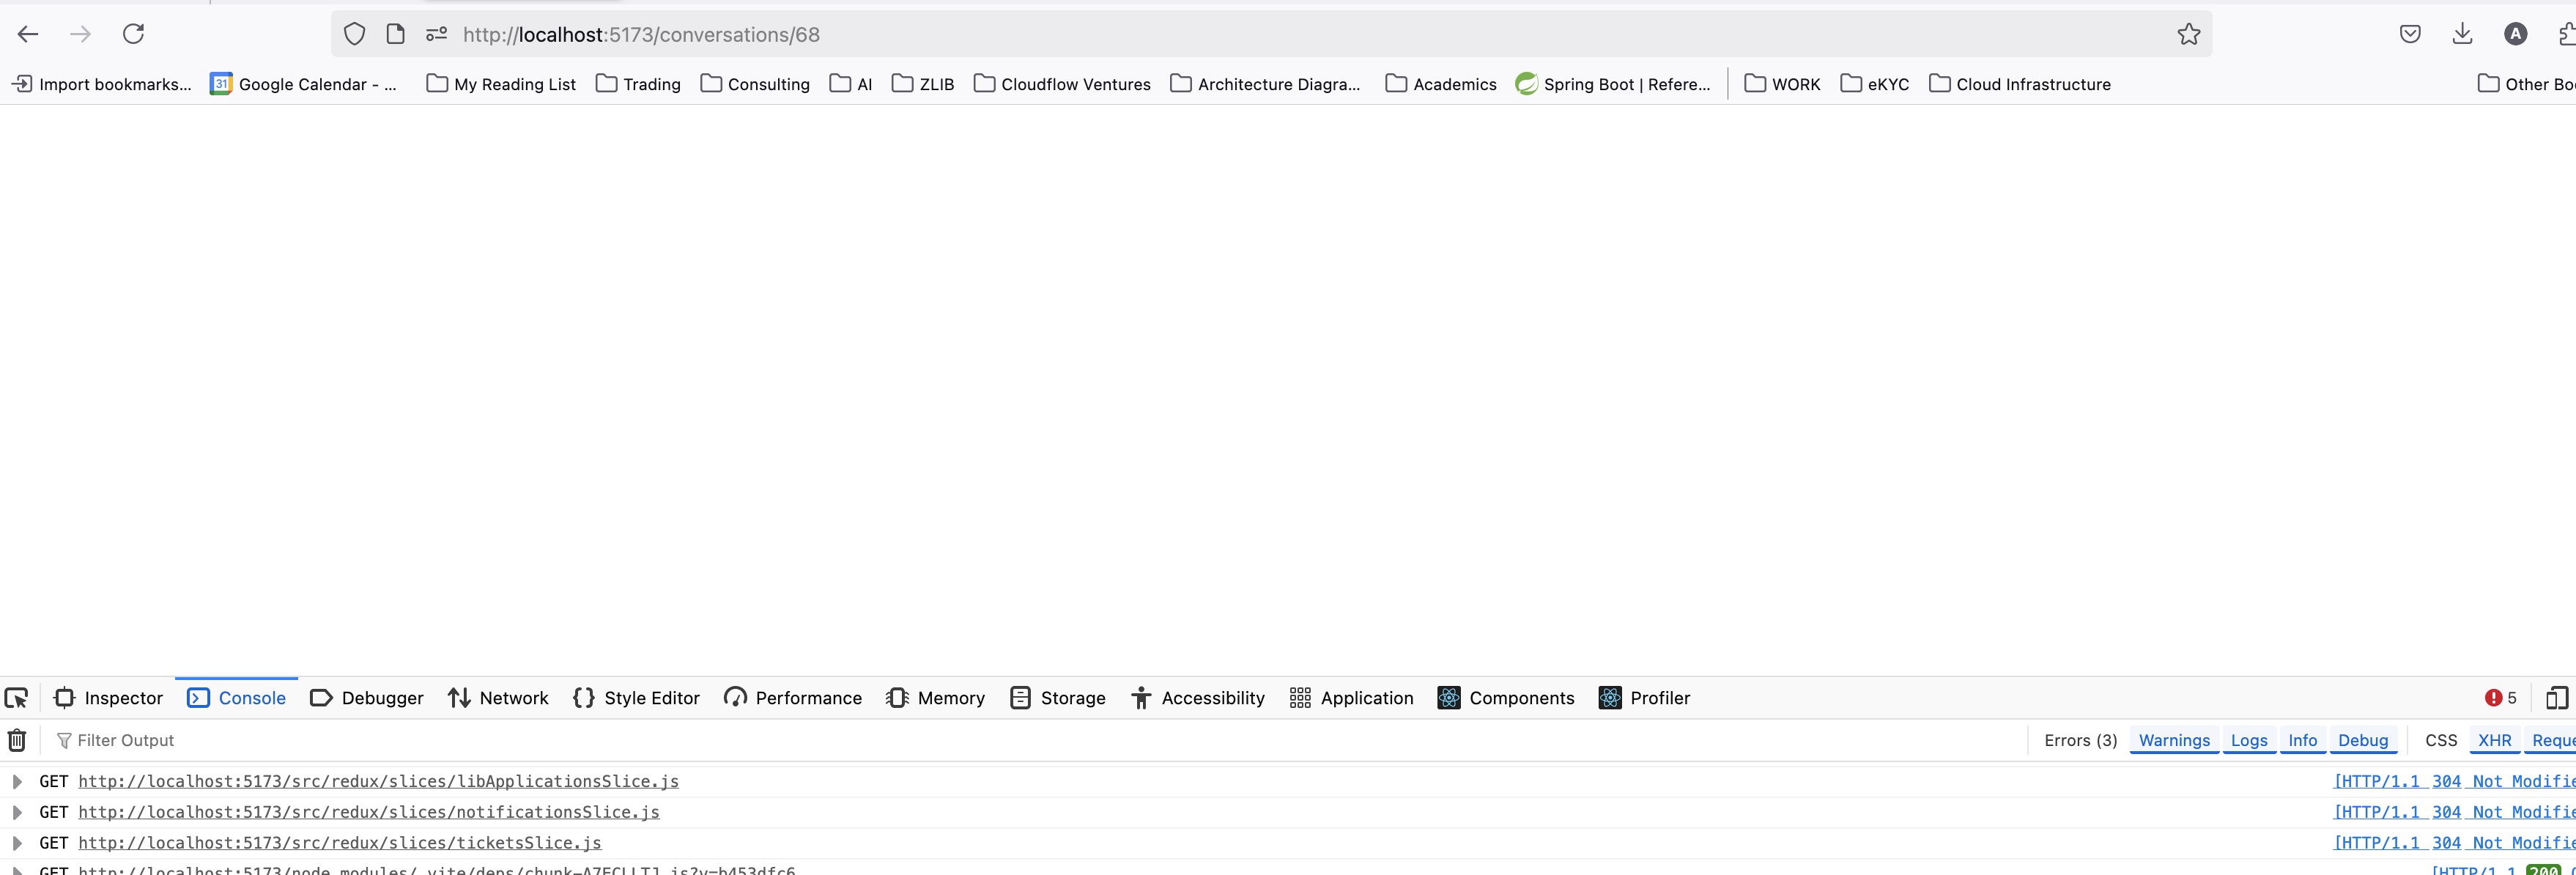 http://localhost:5173/conversations/68
A
Import bookmarks... 31 Google Calendar - ... My Reading List Trading Consulting AI ZLIB Cloudflow Ventures Architecture Diagra... Academics Spring Boot | Refere... WORK eKYC Cloud Infrastructure Other Bo
Inspector Console Debugger Network Style Editor Performance Memory Storage Accessibility Application Components Profiler 5
Filter Output Errors (3) Warnings Logs Info Debug CSS XHR Reque
GET http://localhost:5173/src/redux/slices/libApplicationsSlice.js [HTTP/1.1 304 Not Modifie
GET http://localhost:5173/src/redux/slices/notificationsSlice.js [HTTP/1.1 304 Not Modifie
GET http://localhost:5173/src/redux/slices/ticketsSlice.js [HTTP/1.1 304 Not Modifie
GET [HTTP/1.1 200